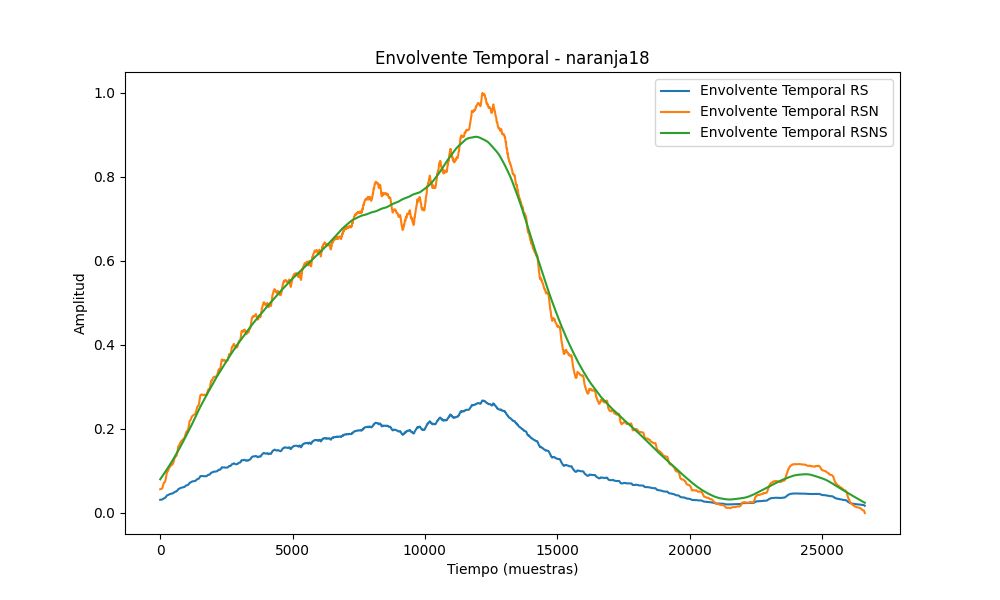 Envolvente Temporal - naranja18
Envolvente Temporal RS
Envolvente Temporal RSN
Envolvente Temporal RSNS
Amplitud
1.0
0.8
0.6
0.4
0.2
0.0
0 5000 10000 15000 20000 25000
Tiempo (muestras)